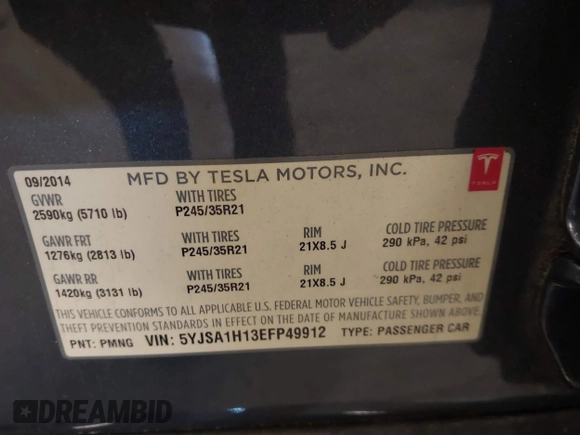 09/2014 MFD BY TESLA MOTORS, INC.
TESLA
GVWR WITH TIRES
2590kg (5710 lb) P245/35R21
GAWR FRT WITH TIRES RIM COLD TIRE PRESSURE
1276kg (2813 lb) P245/35R21 21X8.5 J 290 kPa, 42 psi
GAWR RR WITH TIRES RIM COLD TIRE PRESSURE
1420kg (3131 lb) P245/35R21 21X8.5 J 290 kPa, 42 psi
THIS VEHICLE CONFORMS TO ALL APPLICABLE U.S. FEDERAL MOTOR VEHICLE SAFETY, BUMPER, AND
THEFT PREVENTION STANDARDS IN EFFECT ON THE DATE OF MANUFACTURE SHOWN ABOVE.
PNT: PMNG VIN: 5YJSA1H13EFP49912 TYPE: PASSENGER CAR
DREAMBID